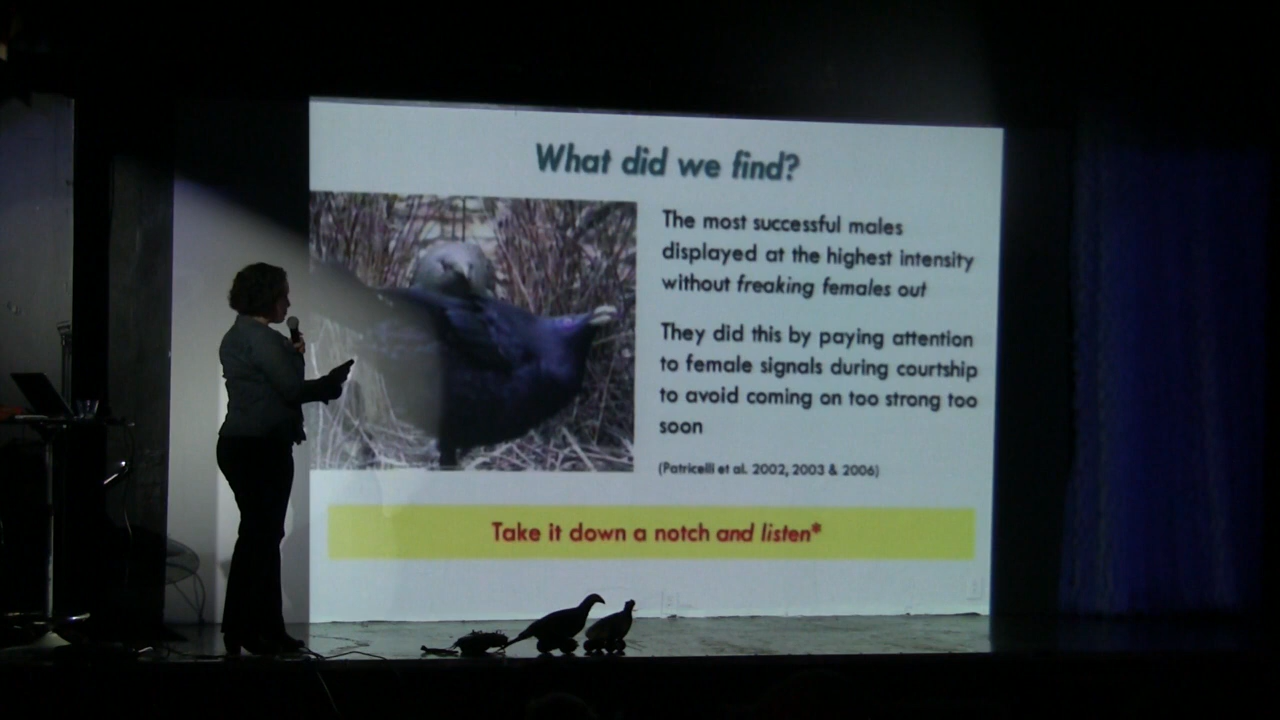 What did we find?
The most successful males
displayed at the highest intensity
without freaking females out
They did this by paying attention
to female signals during courtship
to avoid coming on too strong too
soon
(Patricelli et al. 2002, 2003 & 2006)
Take it down a notch and listen*